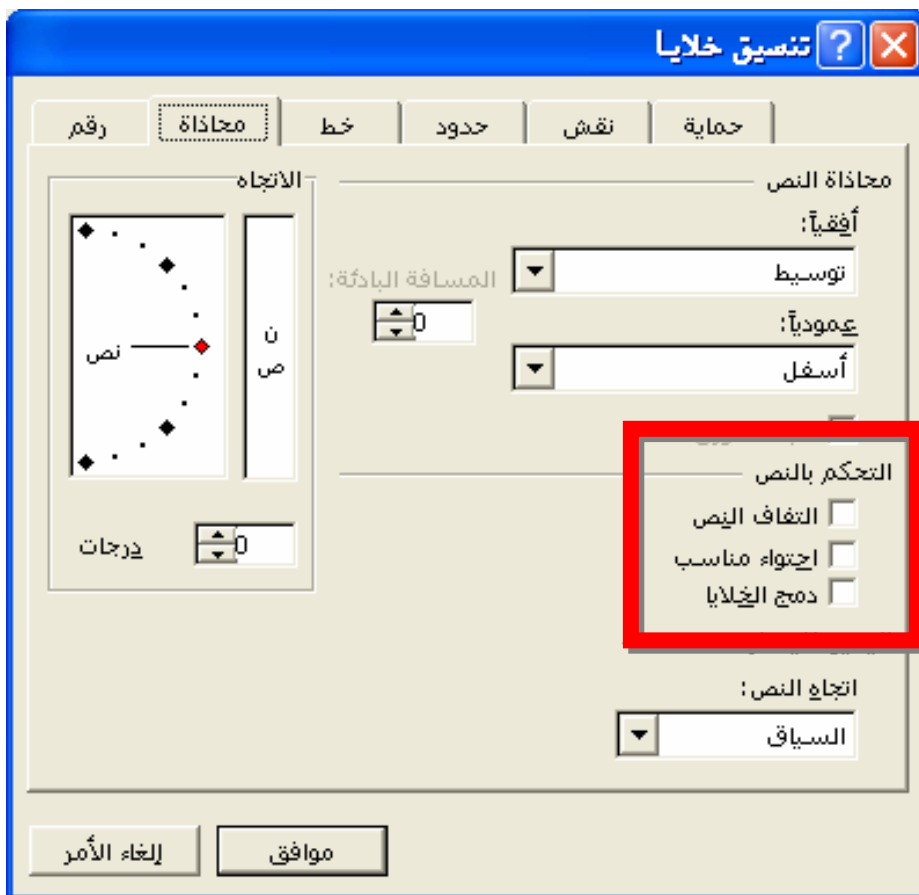 تنسيق خلايا
رقم
محاذاة
خط
حدود
نقش
حماية
محاذاة النص
أفقياً:
توسيط
المسافة البادئة:
0
عمودياً:
أسفل
التحكم بالنص
التفاف النص
احتواء مناسب
دمج الخلايا
اتجاه النص:
السياق
الاتجاه
ن
ص
نص
0
درجات
موافق
إلغاء الأمر